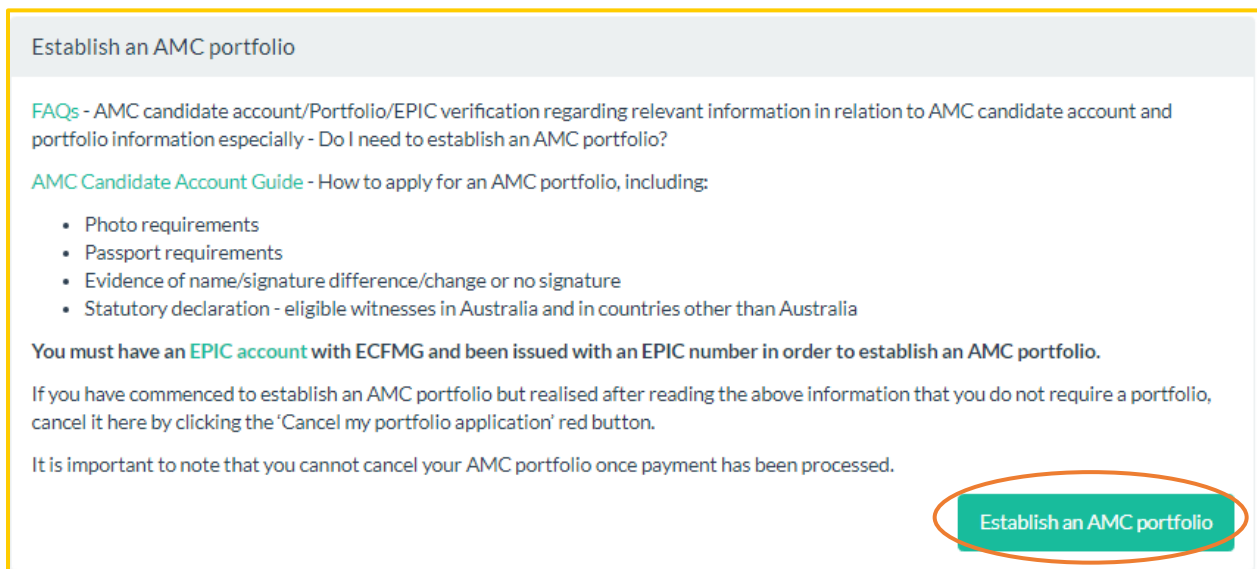 Establish an AMC portfolio
FAQs - AMC candidate account/Portfolio/EPIC verification regarding relevant information in relation to AMC candidate account and
portfolio information especially - Do I need to establish an AMC portfolio?
AMC Candidate Account Guide - How to apply for an AMC portfolio, including:
• Photo requirements
• Passport requirements
• Evidence of name/signature difference/change or no signature
• Statutory declaration - eligible witnesses in Australia and in countries other than Australia
You must have an EPIC account with ECFMG and been issued with an EPIC number in order to establish an AMC portfolio.
If you have commenced to establish an AMC portfolio but realised after reading the above information that you do not require a portfolio,
cancel it here by clicking the 'Cancel my portfolio application' red button.
It is important to note that you cannot cancel your AMC portfolio once payment has been processed.
Establish an AMC portfolio